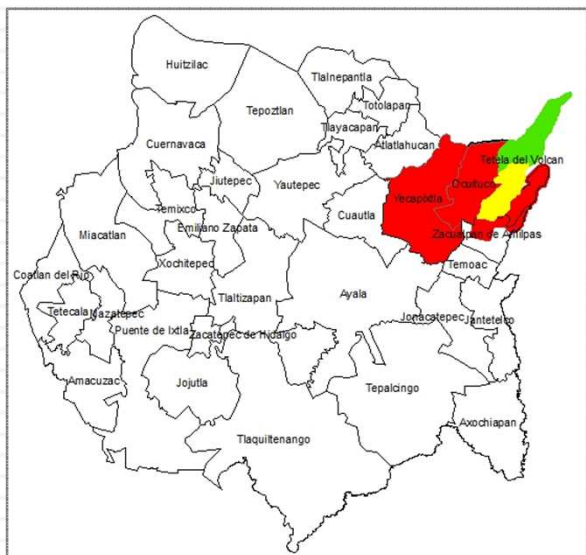 Huitzilac
Tlalnepantla
Tepoztlan
Totolapan
Tlayacapan
Cuernavaca
Atlatlahucan
Tetela del Volcan
Jiutepec
Yautepec
Ocuituco
Yecapixtla
Temixco
Cuautla
Emiliano Zapata
Miacatlan
Zacualpan de Amilpas
Xochitepec
Temoac
Coatlan del Rio
Tlaltizapan
Ayala
Tetecala
Mazatepec
Jonacatepec
Jantetelco
Puente de Ixtla
Zacatepec de Hidalgo
Amacuzac
Jojutla
Tepalcingo
Axochiapan
Tlaquiltenango